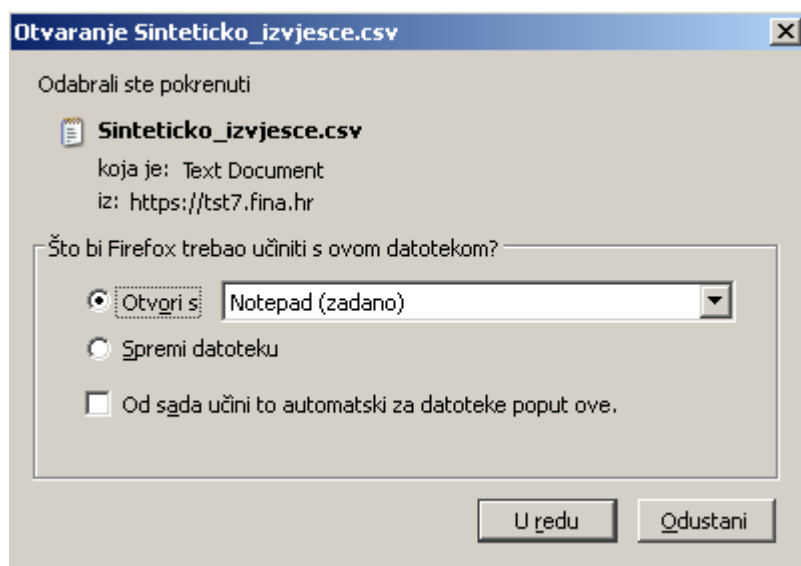 Otvaranje Sinteticko_izvjesce.csv
Odabrali ste pokrenuti
Sinteticko_izvjesce.csv
koja je: Text Document
iz: https://tst7.fina.hr
Što bi Firefox trebao učiniti s ovom datotekom?
Otvori s Notepad (zadano)
Spremi datoteku
Od sada učini to automatski za datoteke poput ove.
U redu Odustani